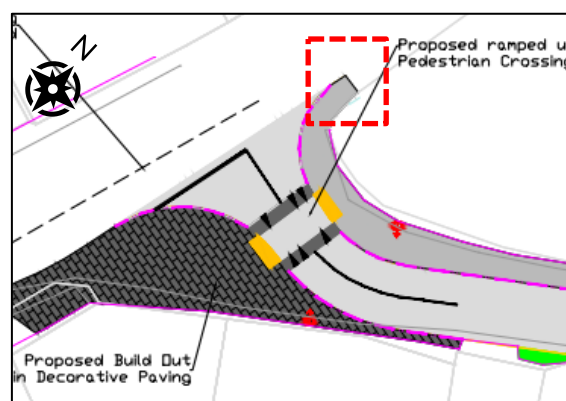 N
Proposed ramped u
Pedestrian Crossing
Proposed Build Out
in Decorative Paving